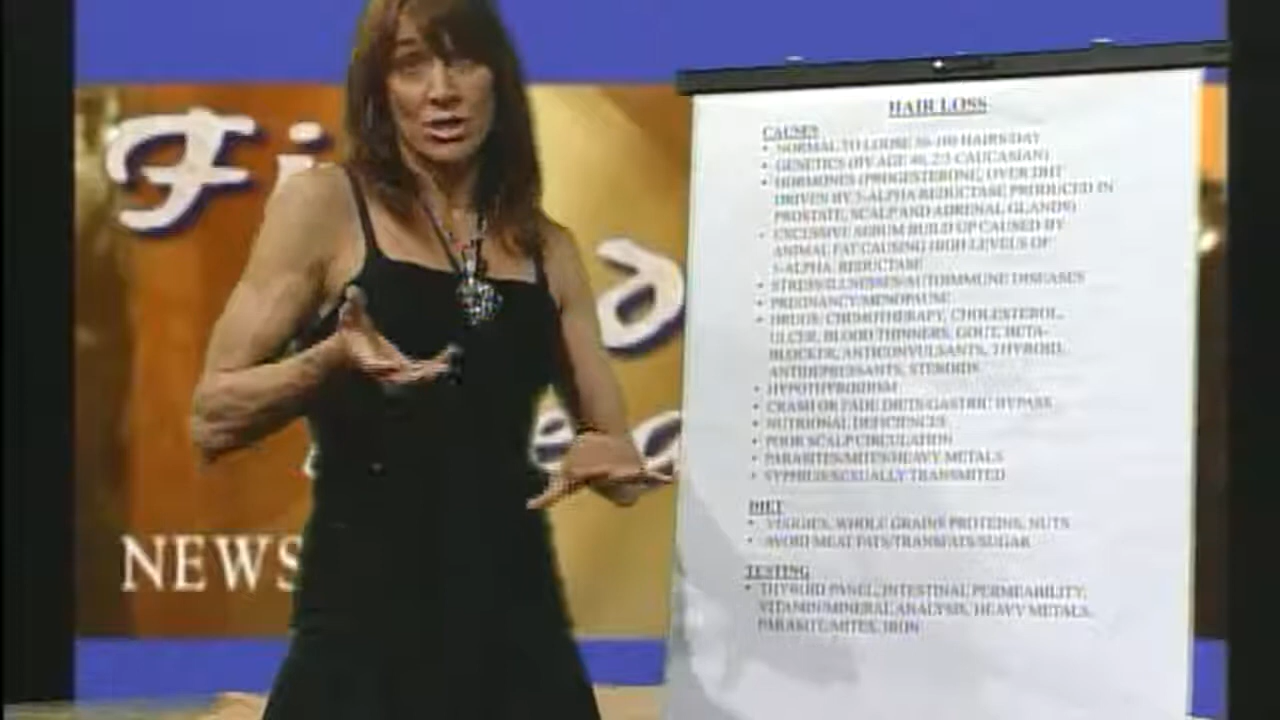 Fi
NEWS
HAIR LOSS
CAUSES
• NORMAL TO LOOSE 50-100 HAIRS/DAY
• GENETICS (BY AGE 40, 2/3 CAUCASIAN)
• HORMONES (PROGESTERONE, OVER DHT
DRIVEN BY 5-ALPHA REDUCTASE PRODUCED IN
PROSTATE, SCALP AND ADRENAL GLANDS)
• EXCESSIVE SEBUM BUILD UP CAUSED BY
ANIMAL FAT CAUSING HIGH LEVELS OF
5-ALPHA REDUCTASE
• STRESS/ILLNESSES/AUTOIMMUNE DISEASES
• PREGNANCY/MENOPAUSE
• DRUGS: CHEMOTHERAPY, CHOLESTEROL,
ULCER, BLOOD THINNERS, GOUT, BETA-
BLOCKER, ANTICONVULSANTS, THYROID,
ANTIDEPRESSANTS, STEROIDS
• HYPOTHYROIDISM
• CRASH OR FADE DIETS/GASTRIC BYPASS
• NUTRIONAL DEFICIENCES
• POOR SCALP CIRCULATION
• PARASITES/MITES/HEAVY METALS
• SYPHILIS/SEXUALLY TRANSMITED
DIET
• VEGGIES, WHOLE GRAINS PROTEINS, NUTS
• AVOID MEAT FATS/TRANSFATS/SUGAR
TESTING
• THYROID PANEL, INTESTINAL PERMEABILITY,
VITAMIN/MINERAL ANALYSIS, HEAVY METALS,
PARASITE/MITES, IRON